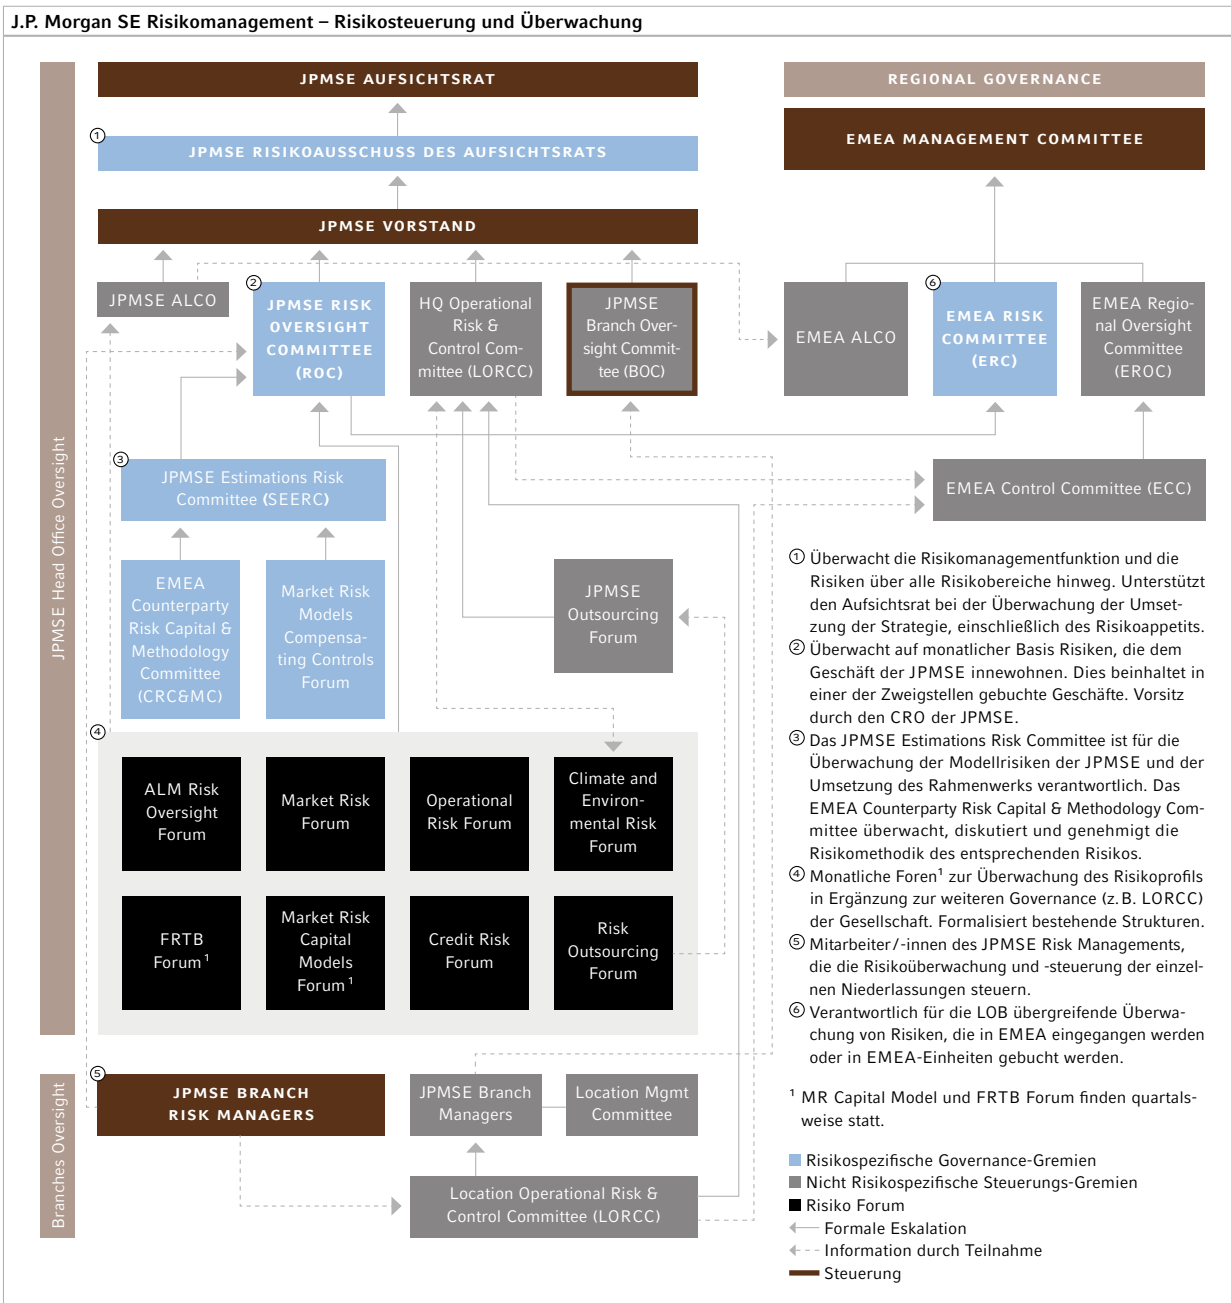 J.P. Morgan SE Risikomanagement – Risikosteuerung und Überwachung
JPMSE Head Office Oversight
JPMSE AUFSICHTSRAT
REGIONAL GOVERNANCE
①
JPMSE RISIKOAUSSCHUSS DES AUFSICHTSRATS
EMEA MANAGEMENT COMMITTEE
JPMSE VORSTAND
JPMSE ALCO
②
JPMSE RISK
OVERSIGHT
COMMITTEE
(ROC)
HQ Operational
Risk &
Control Com-
mittee (LORCC)
JPMSE
Branch Over-
sight Commit-
tee (BOC)
EMEA ALCO
⑥
EMEA RISK
COMMITTEE
(ERC)
EMEA Regio-
nal Oversight
Committee
(EROC)
③
JPMSE Estimations Risk
Committee (SEERC)
EMEA Control Committee (ECC)
EMEA
Counterparty
Risk Capital &
Methodology
Committee
(CRC&MC)
Market Risk
Models
Compensa-
ting Controls
Forum
JPMSE
Outsourcing
Forum
④
ALM Risk
Oversight
Forum
Market Risk
Forum
Operational
Risk Forum
Climate and
Environ-
mental Risk
Forum
FRTB
Forum¹
Market Risk
Capital
Models
Forum¹
Credit Risk
Forum
Risk
Outsourcing
Forum
Branches Oversight
⑤
JPMSE BRANCH
RISK MANAGERS
JPMSE Branch
Managers
Location Mgmt
Committee
Location Operational Risk &
Control Committee (LORCC)
① Überwacht die Risikomanagementfunktion und die
Risiken über alle Risikobereiche hinweg. Unterstützt
den Aufsichtsrat bei der Überwachung der Umset-
zung der Strategie, einschließlich des Risikoappetits.
② Überwacht auf monatlicher Basis Risiken, die dem
Geschäft der JPMSE innewohnen. Dies beinhaltet in
einer der Zweigstellen gebuchte Geschäfte. Vorsitz
durch den CRO der JPMSE.
③ Das JPMSE Estimations Risk Committee ist für die
Überwachung der Modellrisiken der JPMSE und der
Umsetzung des Rahmenwerks verantwortlich. Das
EMEA Counterparty Risk Capital & Methodology Com-
mittee überwacht, diskutiert und genehmigt die
Risikomethodik des entsprechenden Risikos.
④ Monatliche Foren¹ zur Überwachung des Risikoprofils
in Ergänzung zur weiteren Governance (z. B. LORCC)
der Gesellschaft. Formalisiert bestehende Strukturen.
⑤ Mitarbeiter/-innen des JPMSE Risk Managements,
die die Risikoüberwachung und -steuerung der einzel-
nen Niederlassungen steuern.
⑥ Verantwortlich für die LOB übergreifende Überwa-
chung von Risiken, die in EMEA eingegangen werden
oder in EMEA-Einheiten gebucht werden.
¹ MR Capital Model und FRTB Forum finden quartals-
weise statt.
Risikospezifische Governance-Gremien
Nicht Risikospezifische Steuerungs-Gremien
Risiko Forum
Formale Eskalation
Information durch Teilnahme
Steuerung